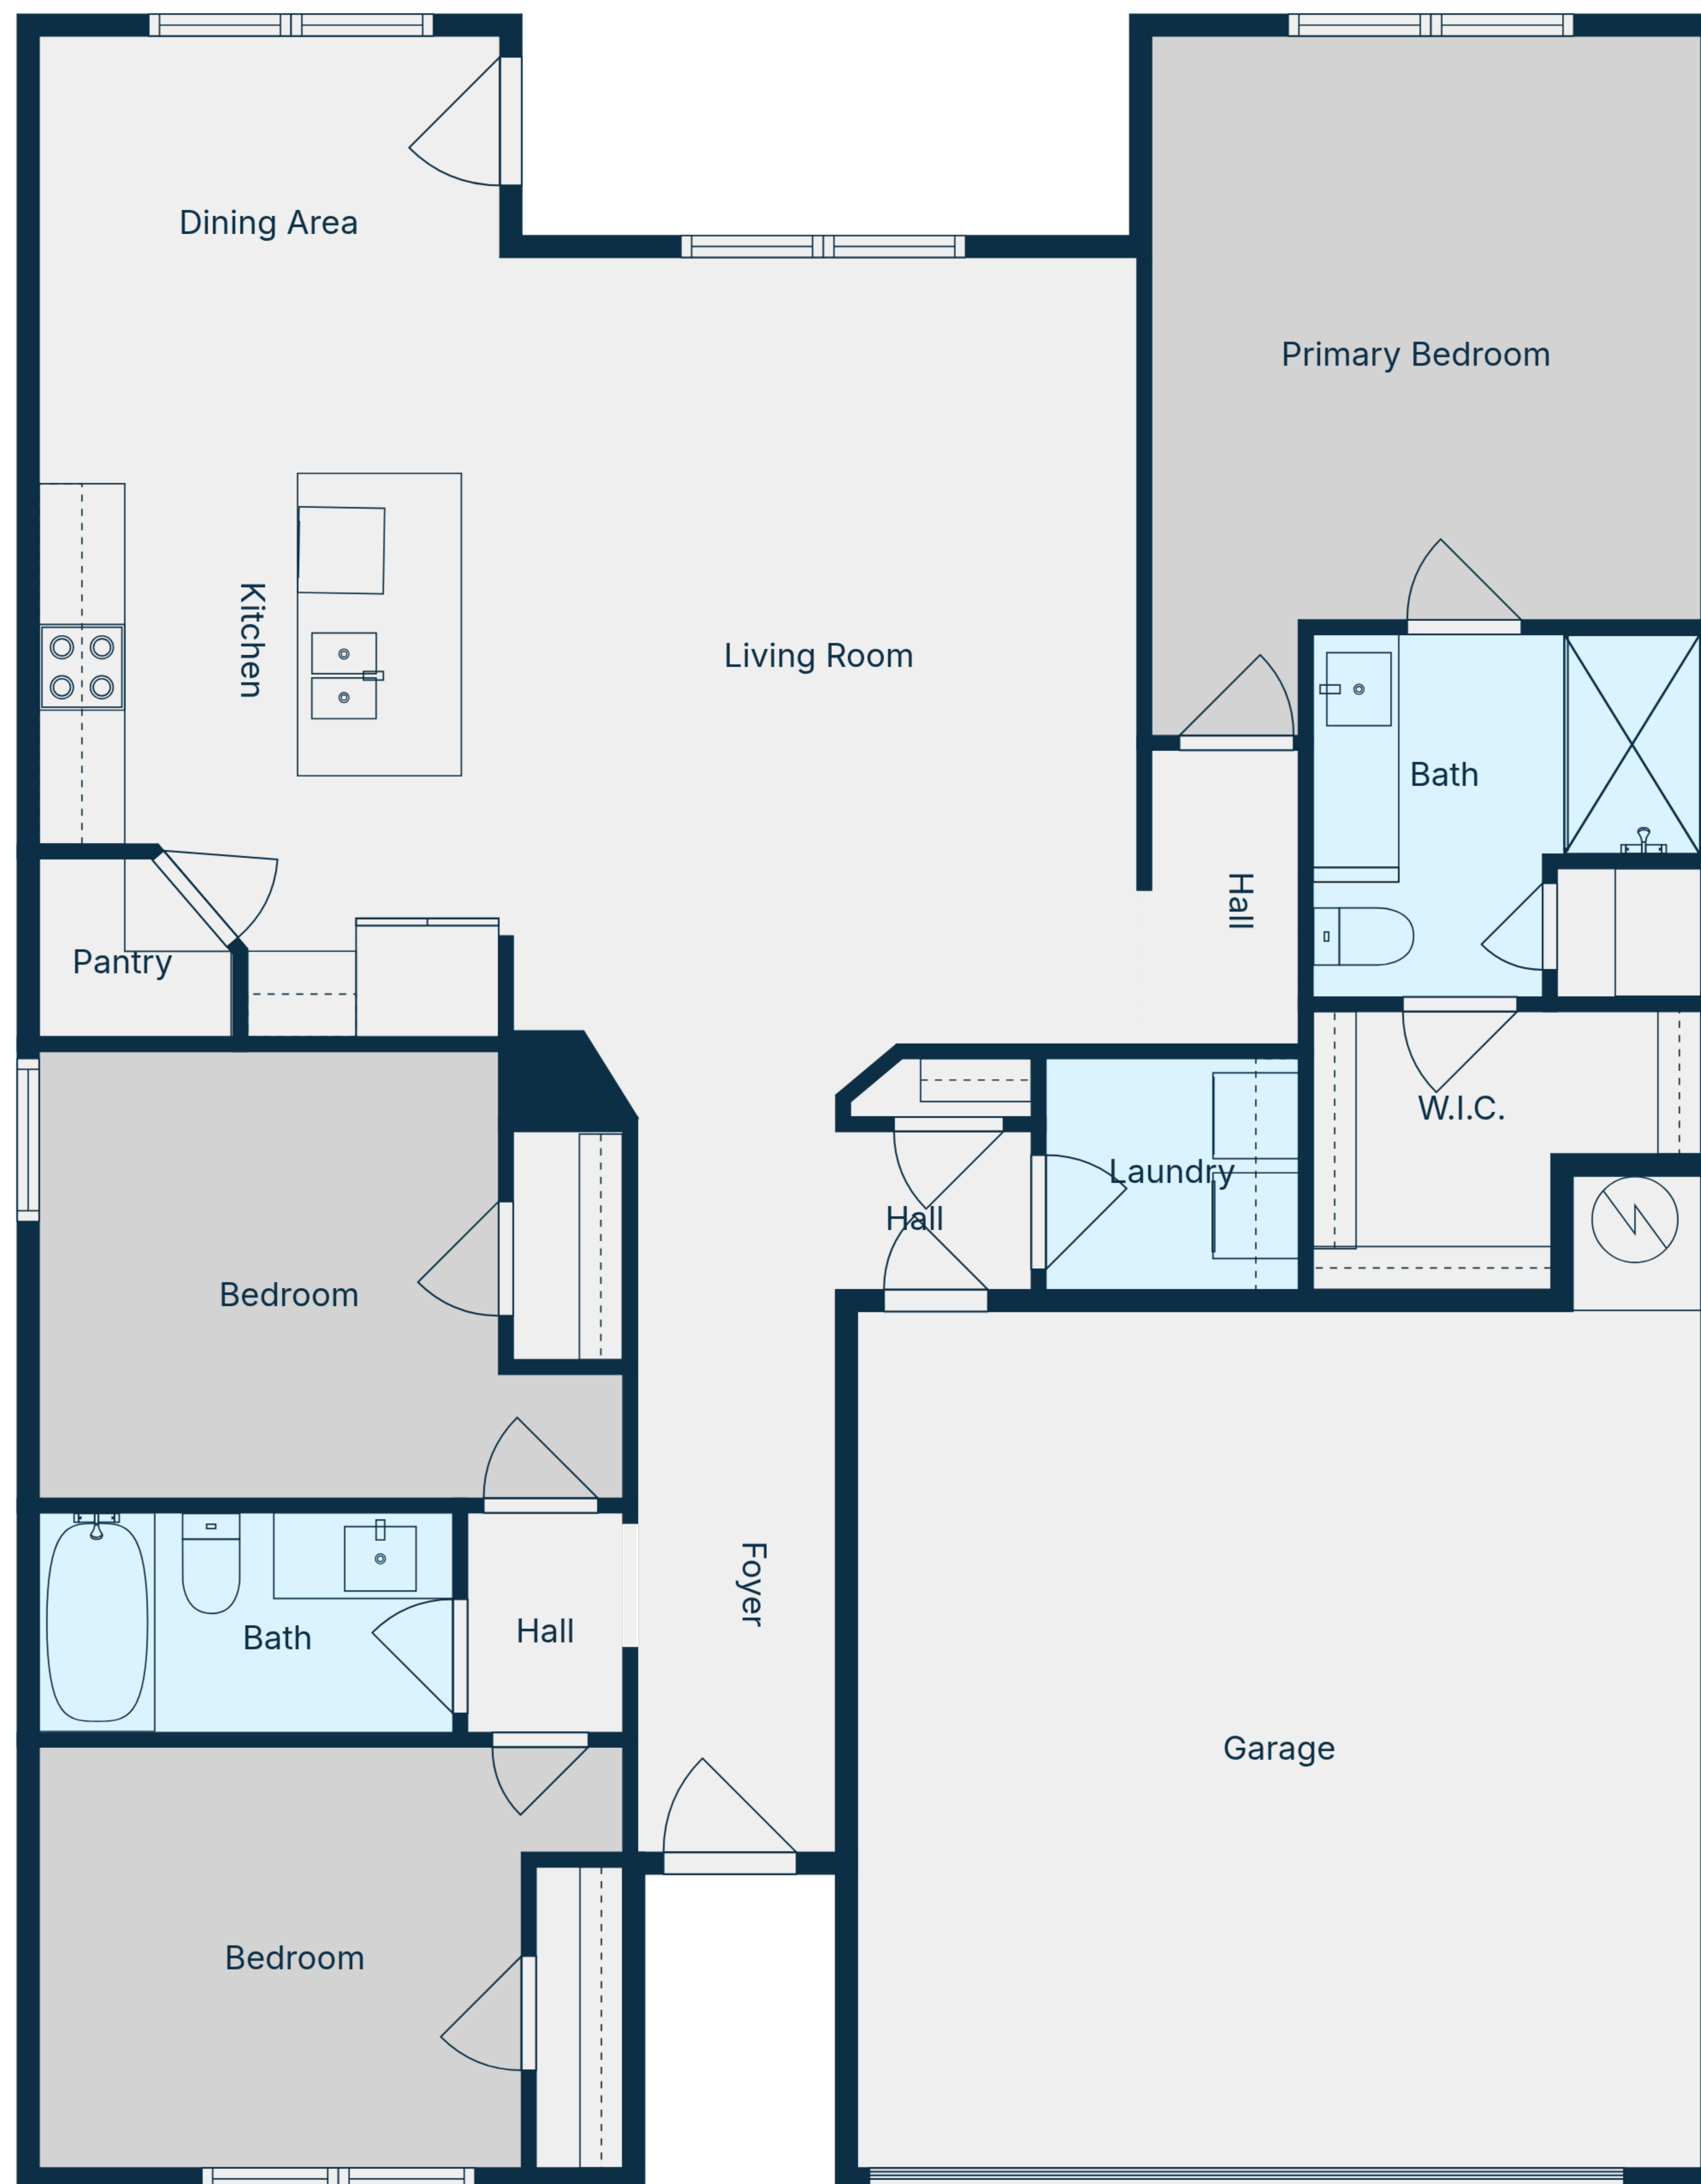 Dining Area
Primary Bedroom
Kitchen
Living Room
Bath
Hall
Pantry
W.I.C.
Laundry
Hall
Bedroom
Foyer
Hall
Bath
Garage
Bedroom